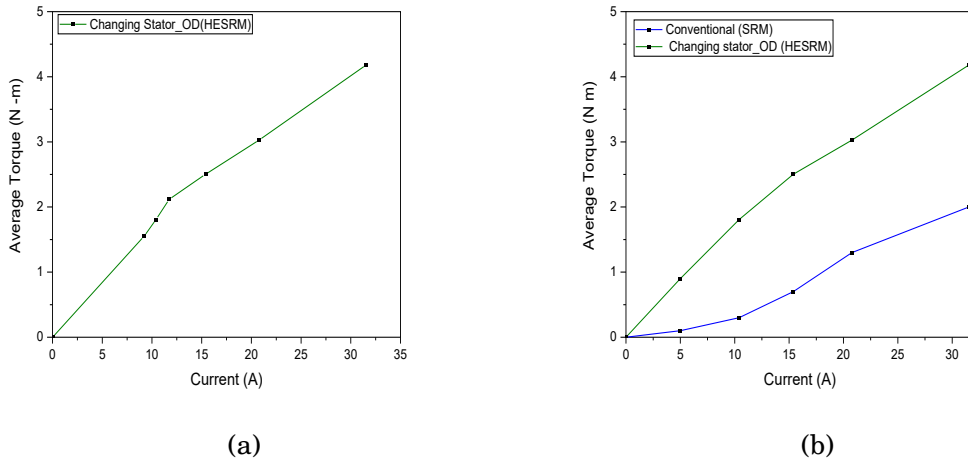 Changing Stator_OD(HESRM)
5
4
3
2
1
0
Average Torque (N -m)
0 5 10 15 20 25 30 35
Current (A)
(a)
Conventional (SRM)
Changing stator_OD (HESRM)
5
4
3
2
1
0
Average Torque (N m)
0 5 10 15 20 25 30
Current (A)
(b)